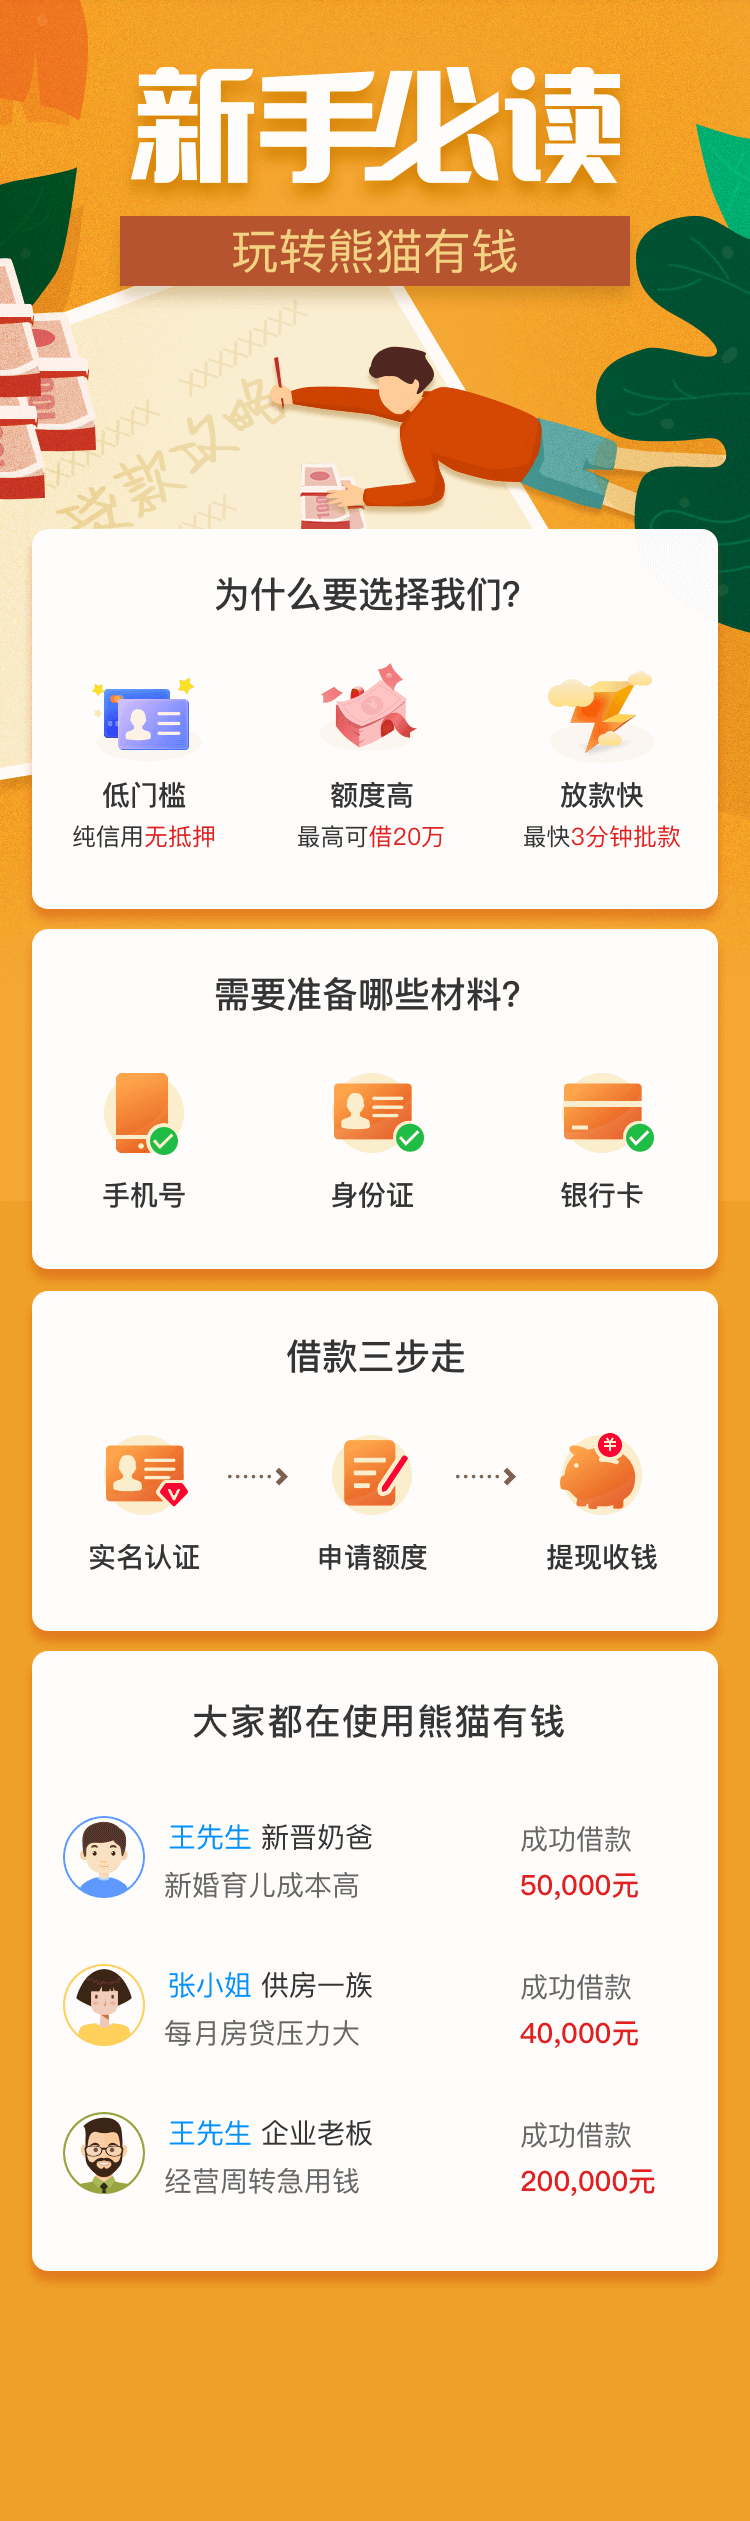 新手必读
玩转熊猫有钱
贷款攻略
100
100
为什么要选择我们?
低门槛
额度高
放款快
纯信用无抵押
最高可借20万
最快3分钟批款
需要准备哪些材料?
手机号
身份证
银行卡
借款三步走
实名认证
申请额度
提现收钱
大家都在使用熊猫有钱
王先生 新晋奶爸
成功借款
新婚育儿成本高
50,000元
张小姐 供房一族
成功借款
每月房贷压力大
40,000元
王先生 企业老板
成功借款
经营周转急用钱
200,000元